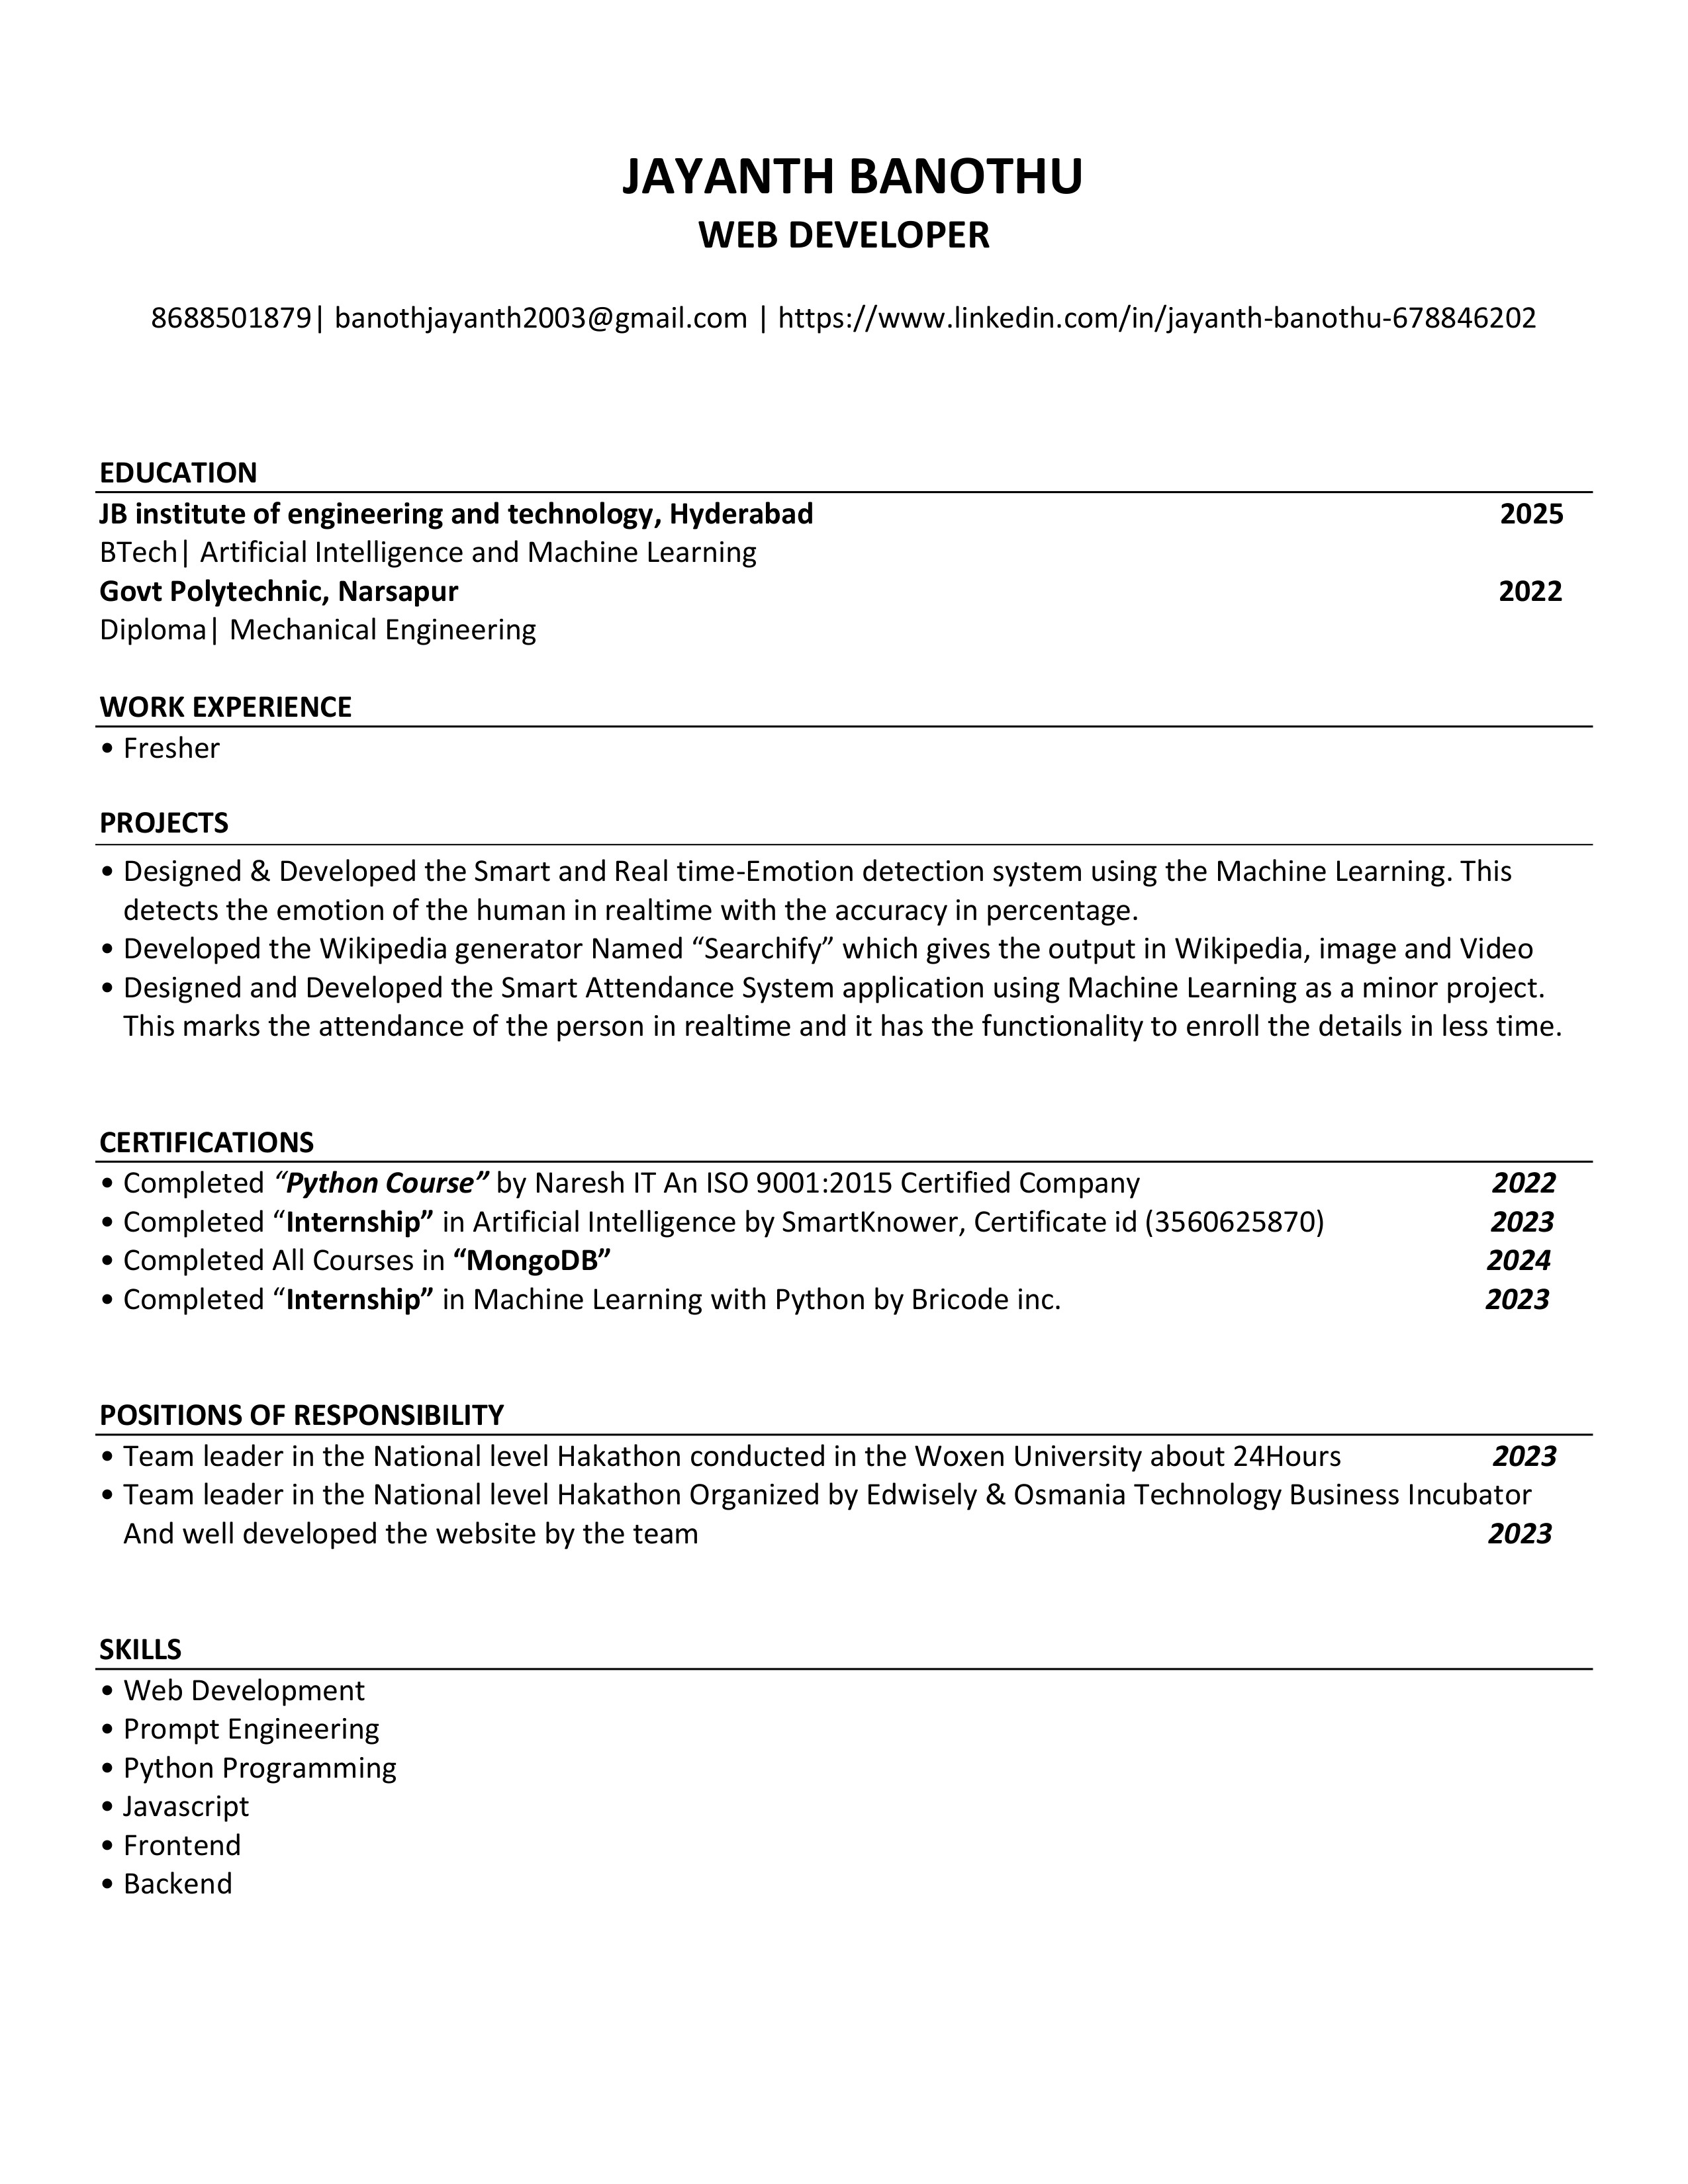 JAYANTH BANOTHU
WEB DEVELOPER
8688501879| banothjayanth2003@gmail.com | https://www.linkedin.com/in/jayanth-banothu-678846202
EDUCATION
JB institute of engineering and technology, Hyderabad 2025
BTech| Artificial Intelligence and Machine Learning
Govt Polytechnic, Narsapur 2022
Diploma| Mechanical Engineering
WORK EXPERIENCE
• Fresher
PROJECTS
• Designed & Developed the Smart and Real time-Emotion detection system using the Machine Learning. This
detects the emotion of the human in realtime with the accuracy in percentage.
• Developed the Wikipedia generator Named “Searchify” which gives the output in Wikipedia, image and Video
• Designed and Developed the Smart Attendance System application using Machine Learning as a minor project.
This marks the attendance of the person in realtime and it has the functionality to enroll the details in less time.
CERTIFICATIONS
• Completed “Python Course” by Naresh IT An ISO 9001:2015 Certified Company 2022
• Completed “Internship” in Artificial Intelligence by SmartKnower, Certificate id (3560625870) 2023
• Completed All Courses in “MongoDB” 2024
• Completed “Internship” in Machine Learning with Python by Bricode inc. 2023
POSITIONS OF RESPONSIBILITY
• Team leader in the National level Hakathon conducted in the Woxen University about 24Hours 2023
• Team leader in the National level Hakathon Organized by Edwisely & Osmania Technology Business Incubator
And well developed the website by the team 2023
SKILLS
• Web Development
• Prompt Engineering
• Python Programming
• Javascript
• Frontend
• Backend